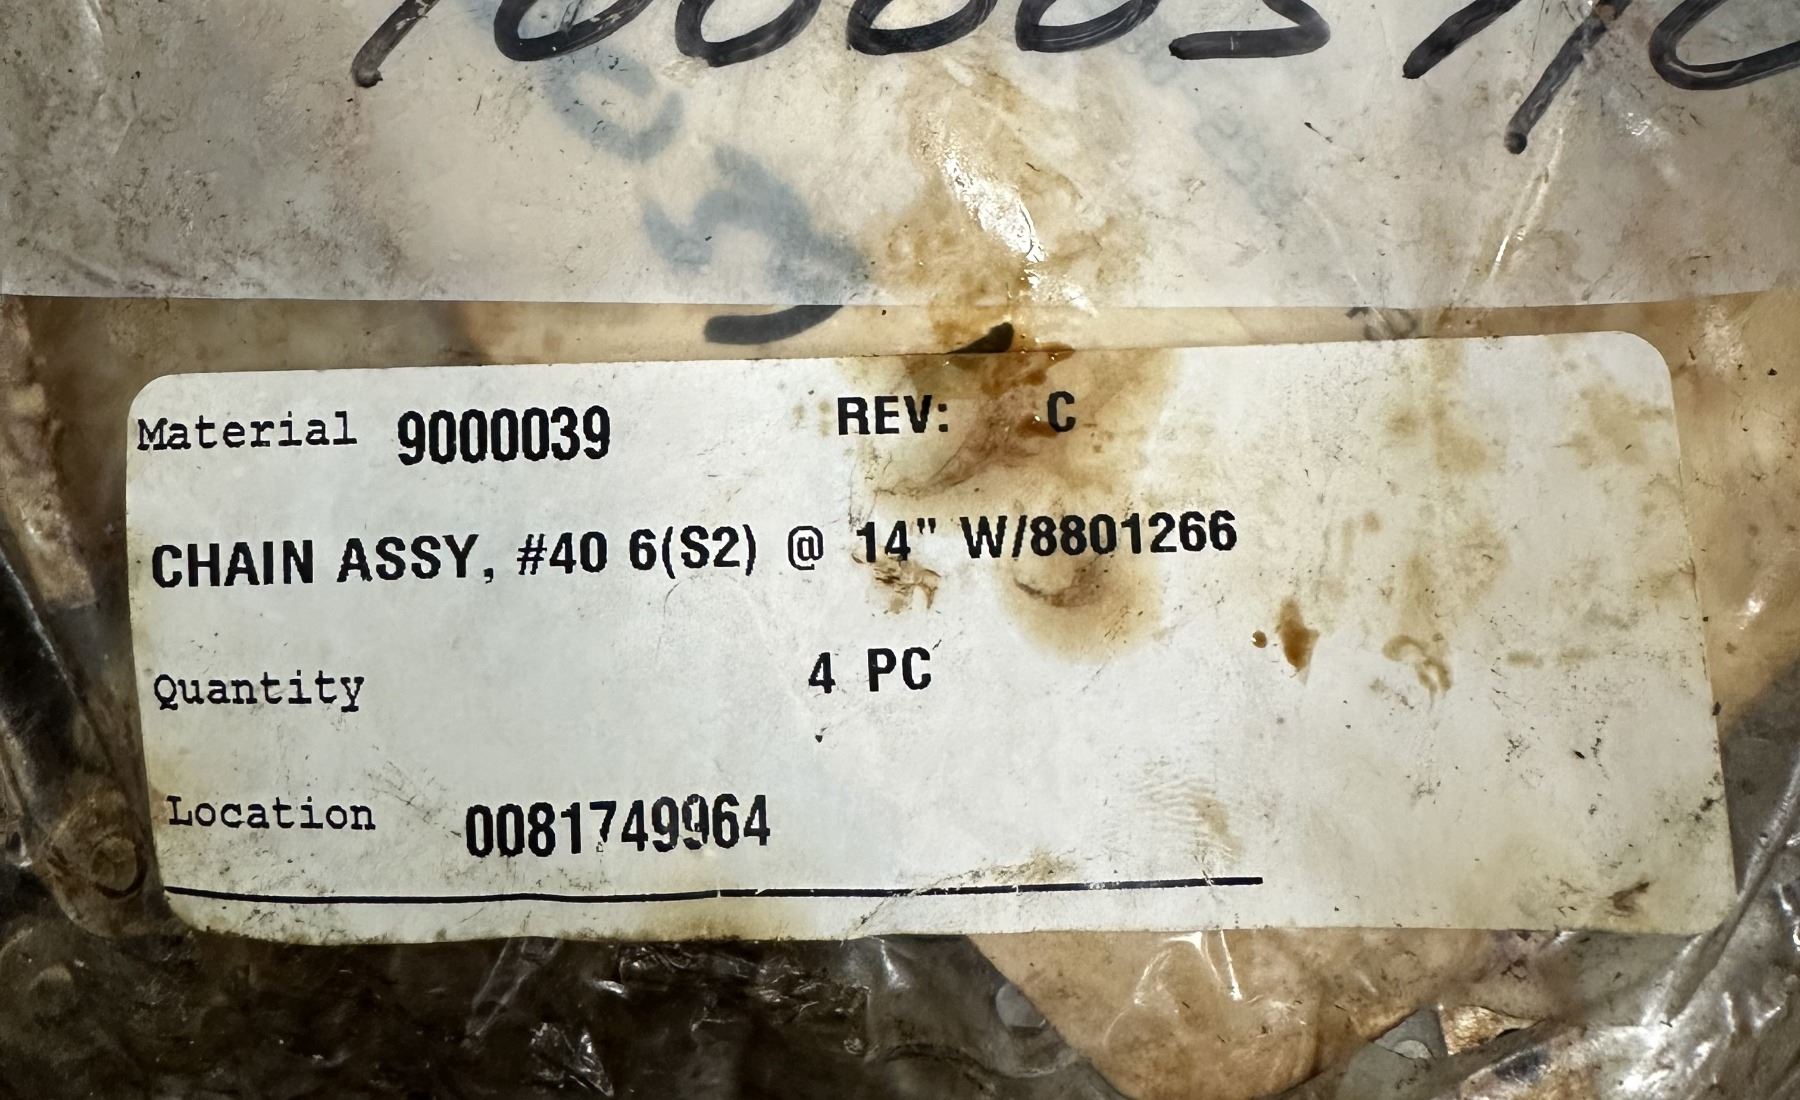 Material 9000039 REV: C
CHAIN ASSY, #40 6(S2) @ 14" W/8801266
Quantity 4 PC
Location 0081749964